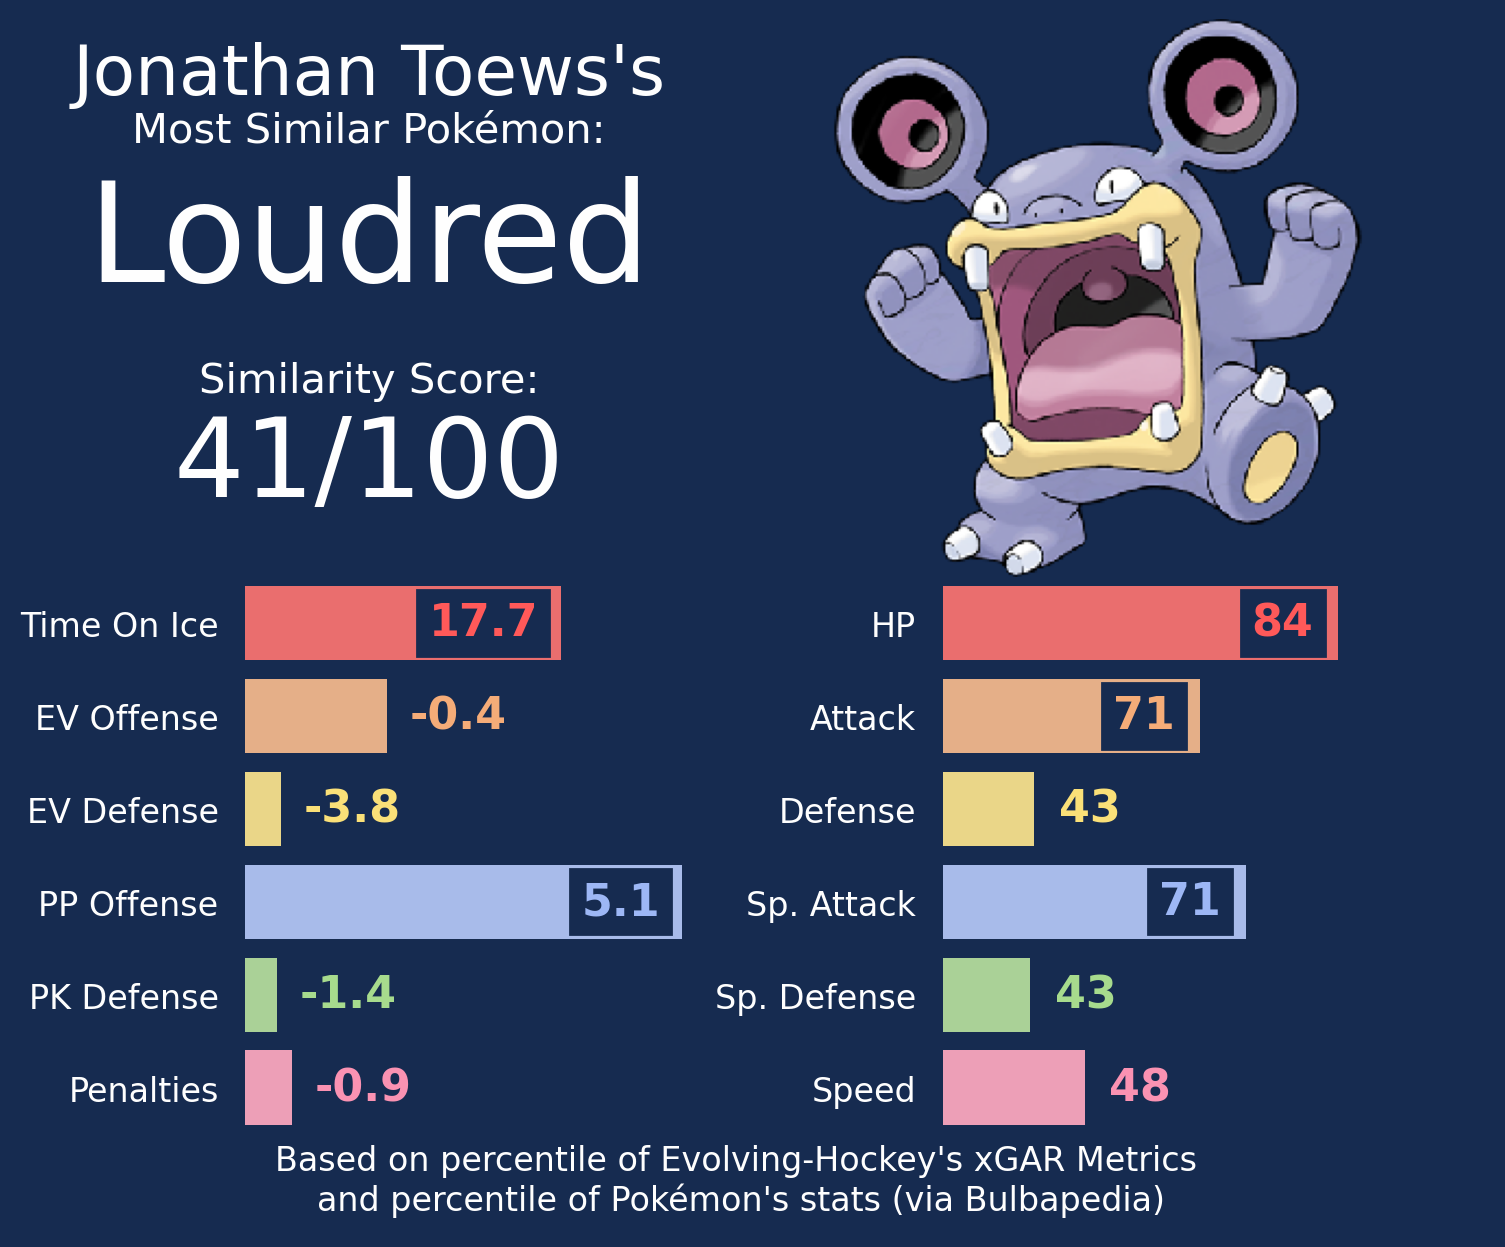 Jonathan Toews's
Most Similar Pokémon:
Loudred
Similarity Score:
41/100
Time On Ice 17.7
EV Offense -0.4
EV Defense -3.8
PP Offense 5.1
PK Defense -1.4
Penalties -0.9
HP 84
Attack 71
Defense 43
Sp. Attack 71
Sp. Defense 43
Speed 48
Based on percentile of Evolving-Hockey's xGAR Metrics
and percentile of Pokémon's stats (via Bulbapedia)